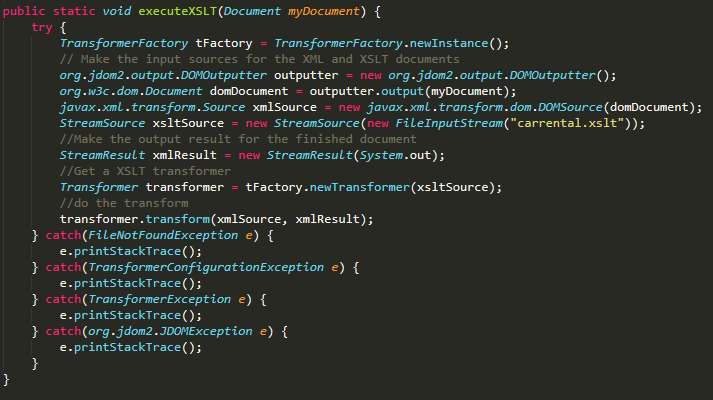 public static void executeXSLT(Document myDocument) {
    try {
        TransformerFactory tFactory = TransformerFactory.newInstance();
        // Make the input sources for the XML and XSLT documents
        org.jdom2.output.DOMOutputter outputter = new org.jdom2.output.DOMOutputter();
        org.w3c.dom.Document domDocument = outputter.output(myDocument);
        javax.xml.transform.Source xmlSource = new javax.xml.transform.dom.DOMSource(domDocument);
        StreamSource xsltSource = new StreamSource(new FileInputStream("carrental.xslt"));
        //Make the output result for the finished document
        StreamResult xmlResult = new StreamResult(System.out);
        //Get a XSLT transformer
        Transformer transformer = tFactory.newTransformer(xsltSource);
        //do the transform
        transformer.transform(xmlSource, xmlResult);
    } catch(FileNotFoundException e) {
        e.printStackTrace();
    } catch(TransformerConfigurationException e) {
        e.printStackTrace();
    } catch(TransformerException e) {
        e.printStackTrace();
    } catch(org.jdom2.JDOMException e) {
        e.printStackTrace();
    }
}